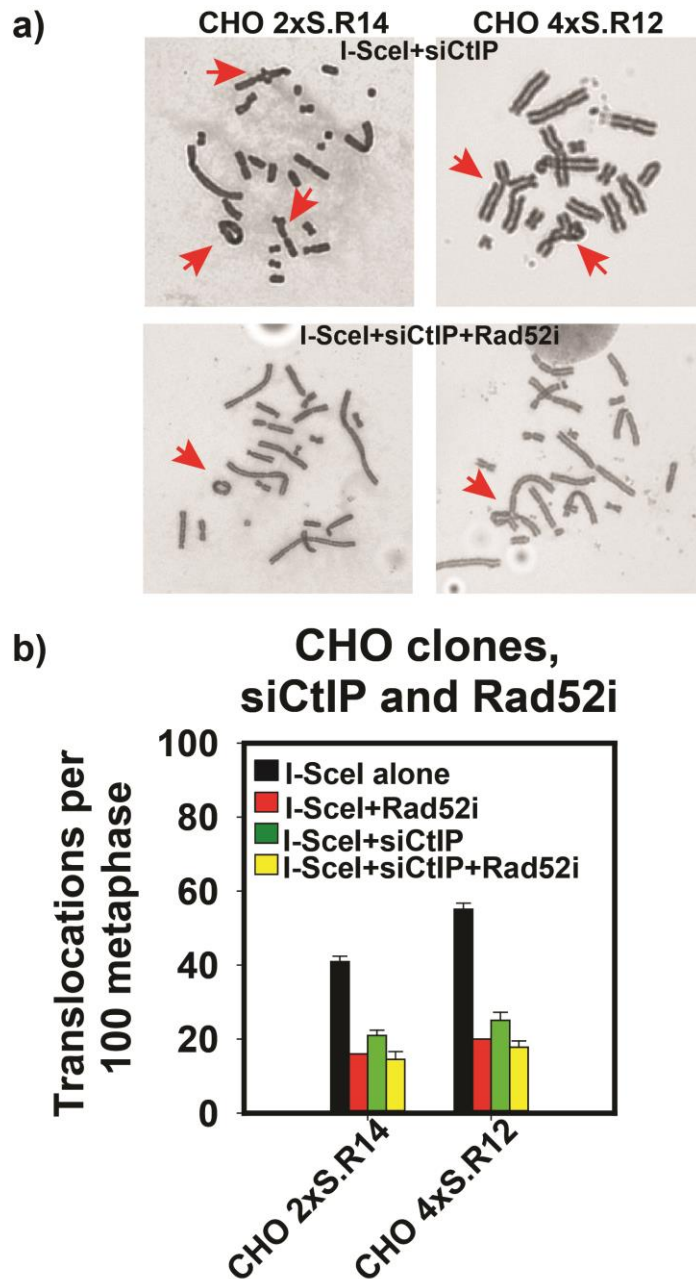 a)
CHO 2xS.R14
CHO 4xS.R12
I-SceI+siCtIP
I-SceI+siCtIP+Rad52i
b)
CHO clones,
siCtIP and Rad52i
Translocations per
100 metaphase
100
80
60
40
20
0
I-SceI alone
I-SceI+Rad52i
I-SceI+siCtIP
I-SceI+siCtIP+Rad52i
CHO 2xS.R14
CHO 4xS.R12